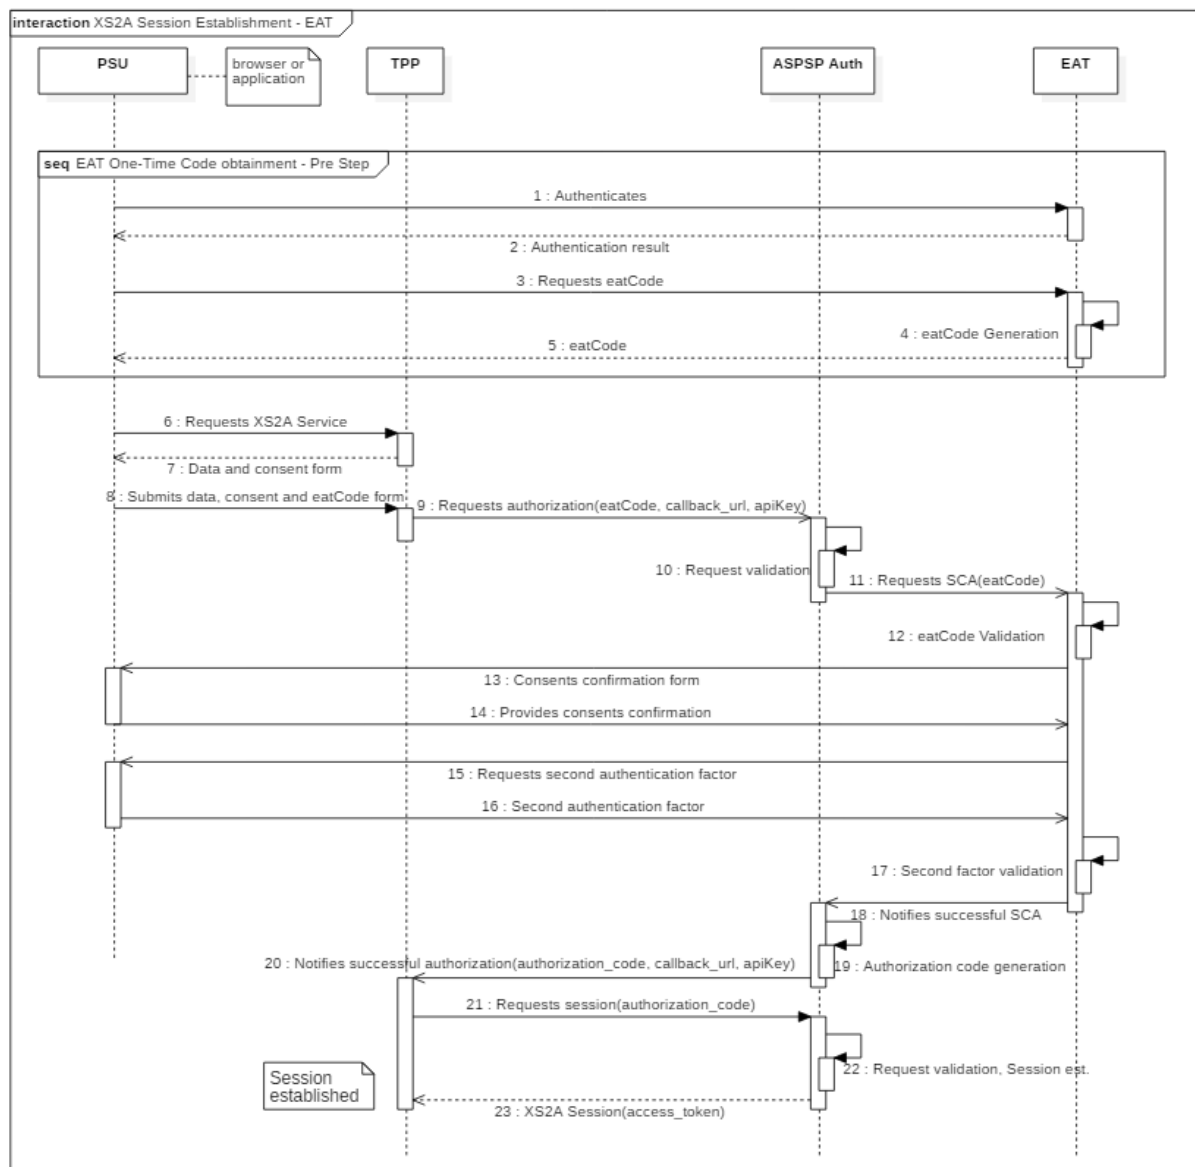 interaction XS2A Session Establishment - EAT
PSU
browser or
application
TPP
ASPSP Auth
EAT
seq EAT One-Time Code obtainment - Pre Step
1 : Authenticates
2 : Authentication result
3 : Requests eatCode
4 : eatCode Generation
5 : eatCode
6 : Requests XS2A Service
7 : Data and consent form
8 : Submits data, consent and eatCode form
9 : Requests authorization(eatCode, callback_url, apiKey)
10 : Request validation
11 : Requests SCA(eatCode)
12 : eatCode Validation
13 : Consents confirmation form
14 : Provides consents confirmation
15 : Requests second authentication factor
16 : Second authentication factor
17 : Second factor validation
18 : Notifies successful SCA
19 : Authorization code generation
20 : Notifies successful authorization(authorization_code, callback_url, apiKey)
21 : Requests session(authorization_code)
22 : Request validation, Session est.
Session
established
23 : XS2A Session(access_token)